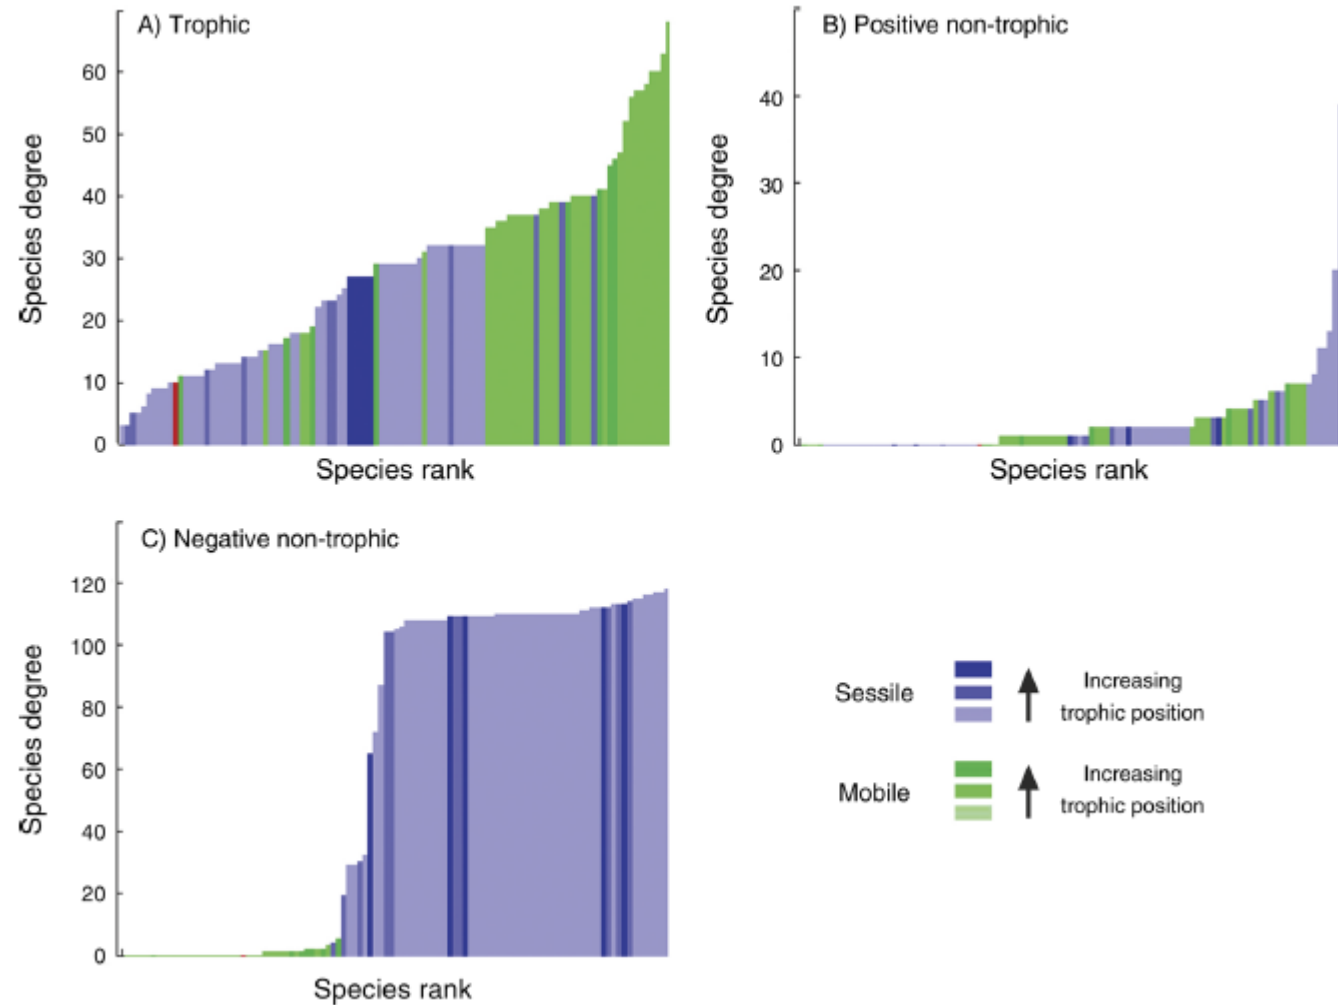 A) Trophic
60
50
40
30
20
10
0
Species degree
Species rank
B) Positive non-trophic
40
30
20
10
0
Species degree
Species rank
C) Negative non-trophic
120
100
80
60
40
20
0
Species degree
Species rank
Sessile
Increasing
trophic position
Mobile
Increasing
trophic position